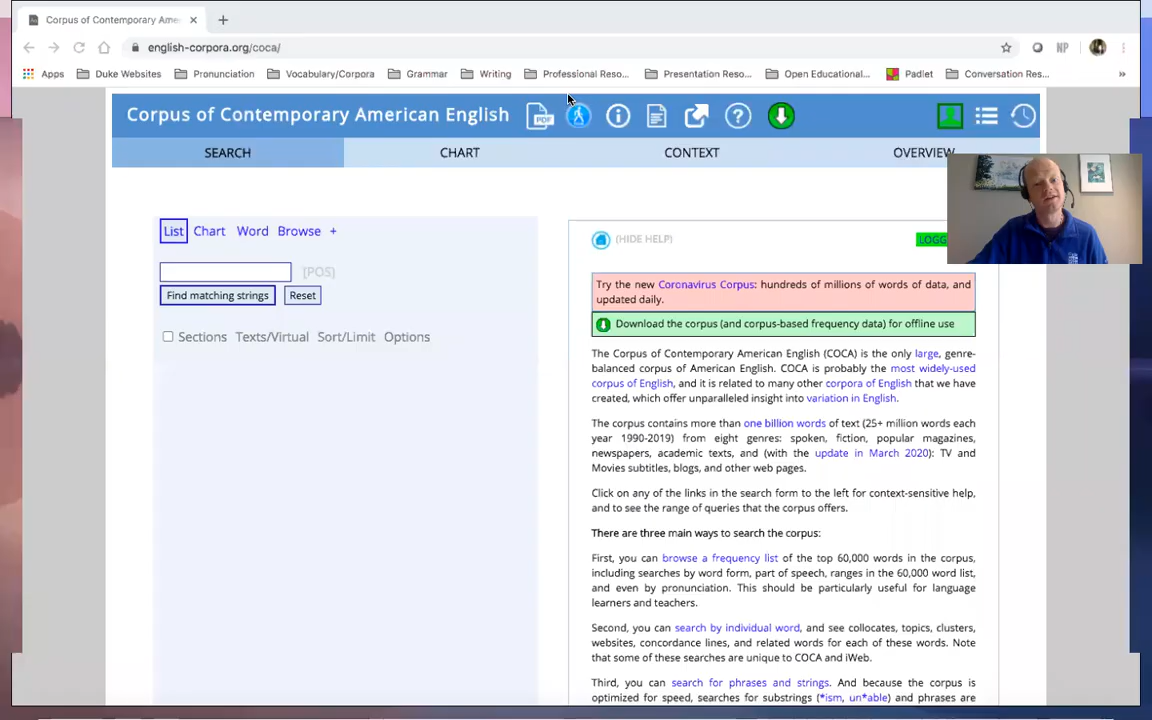 Corpus of Contemporary Ame
english-corpora.org/coca/
NP
Apps
Duke Websites
Pronunciation
Vocabulary/Corpora
Grammar
Writing
Professional Reso...
Presentation Reso...
Open Educational...
Padlet
Conversation Res...
»
Corpus of Contemporary American English
PDF
SEARCH
CHART
CONTEXT
OVERVIEW
List
Chart
Word
Browse
+
[POS]
Find matching strings
Reset
Sections
Texts/Virtual
Sort/Limit
Options
(HIDE HELP)
LOGG
Try the new Coronavirus Corpus: hundreds of millions of words of data, and
updated daily.
Download the corpus (and corpus-based frequency data) for offline use
The Corpus of Contemporary American English (COCA) is the only large, genre-
balanced corpus of American English. COCA is probably the most widely-used
corpus of English, and it is related to many other corpora of English that we have
created, which offer unparalleled insight into variation in English.
The corpus contains more than one billion words of text (25+ million words each
year 1990-2019) from eight genres: spoken, fiction, popular magazines,
newspapers, academic texts, and (with the update in March 2020): TV and
Movies subtitles, blogs, and other web pages.
Click on any of the links in the search form to the left for context-sensitive help,
and to see the range of queries that the corpus offers.
There are three main ways to search the corpus:
First, you can browse a frequency list of the top 60,000 words in the corpus,
including searches by word form, part of speech, ranges in the 60,000 word list,
and even by pronunciation. This should be particularly useful for language
learners and teachers.
Second, you can search by individual word, and see collocates, topics, clusters,
websites, concordance lines, and related words for each of these words. Note
that some of these searches are unique to COCA and iWeb.
Third, you can search for phrases and strings. And because the corpus is
optimized for speed, searches for substrings (*ism, un*able) and phrases are